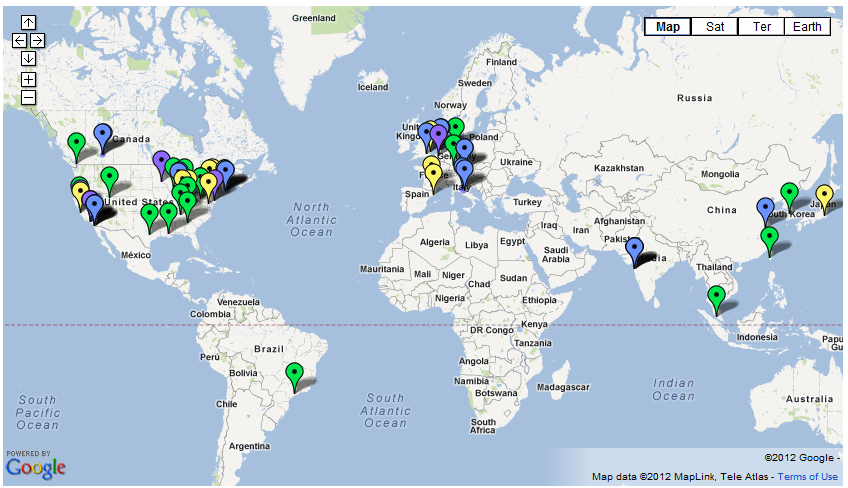 Greenland
Map
Sat
Ter
Earth
Finland
Iceland
Sweden
Russia
Norway
Canada
United
Kingdom
Poland
Germany
Ukraine
Kazakhstan
Mongolia
France
Italy
Spain
United States
North
Atlantic
Ocean
Turkey
China
South Korea
Japan
Afghanistan
Iraq
Iran
Pakistan
India
México
Algeria
Libya
Egypt
Saudi
Arabia
Thailand
Mauritania
Mali
Niger
Chad
Sudan
Nigeria
Ethiopia
Venezuela
Colombia
Kenya
DR Congo
Tanzania
Indonesia
Papu
Gu
Perú
Brazil
Bolivia
Angola
Namibia
Botswana
Madagascar
South
Pacific
Ocean
Chile
South
Atlantic
Ocean
Indian
Ocean
Australia
South
Africa
Argentina
POWERED BY
Google
©2012 Google -
Map data ©2012 MapLink, Tele Atlas - Terms of Use